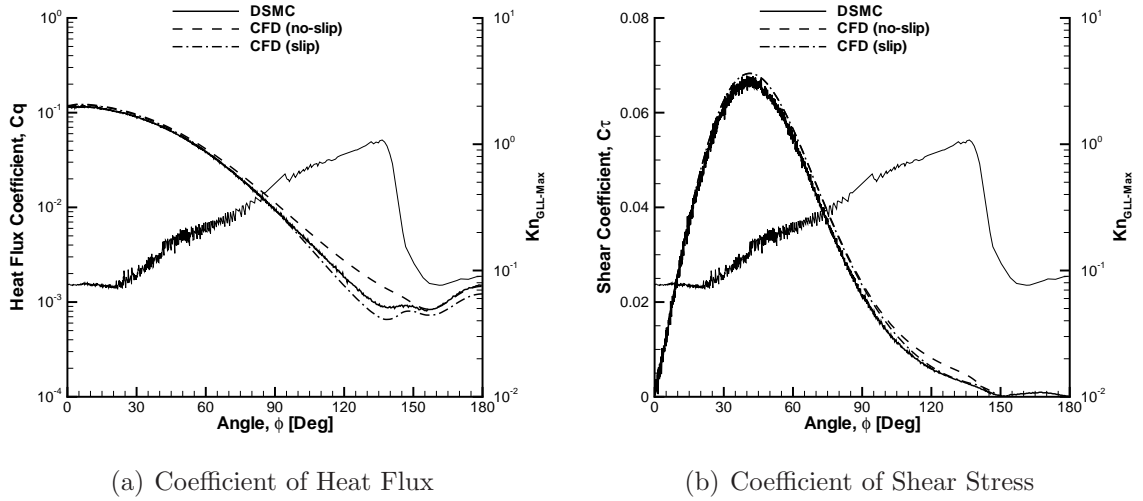 DSMC
CFD (no-slip)
CFD (slip)
Heat Flux Coefficient, Cq
10^0
10^-1
10^-2
10^-3
10^-4
Kn_GLL-Max
10^1
10^0
10^-1
10^-2
0 30 60 90 120 150 180
Angle, ϕ [Deg]
(a) Coefficient of Heat Flux
DSMC
CFD (no-slip)
CFD (slip)
Shear Coefficient, Cτ
0.08
0.06
0.04
0.02
0
Kn_GLL-Max
10^1
10^0
10^-1
10^-2
0 30 60 90 120 150 180
Angle, ϕ [Deg]
(b) Coefficient of Shear Stress